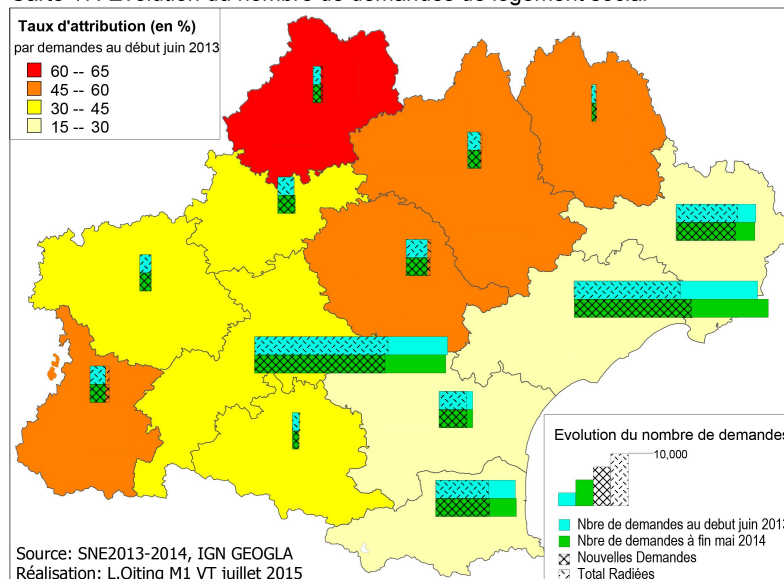 Taux d'attribution (en %)
par demandes au début juin 2013
60 -- 65
45 -- 60
30 -- 45
15 -- 30
Evolution du nombre de demandes
10,000
Nbre de demandes au debut juin 2013
Nbre de demandes à fin mai 2014
Nouvelles Demandes
Total Radiées
Source: SNE2013-2014, IGN GEOGLA
Réalisation: L.Qiting M1 VT juillet 2015